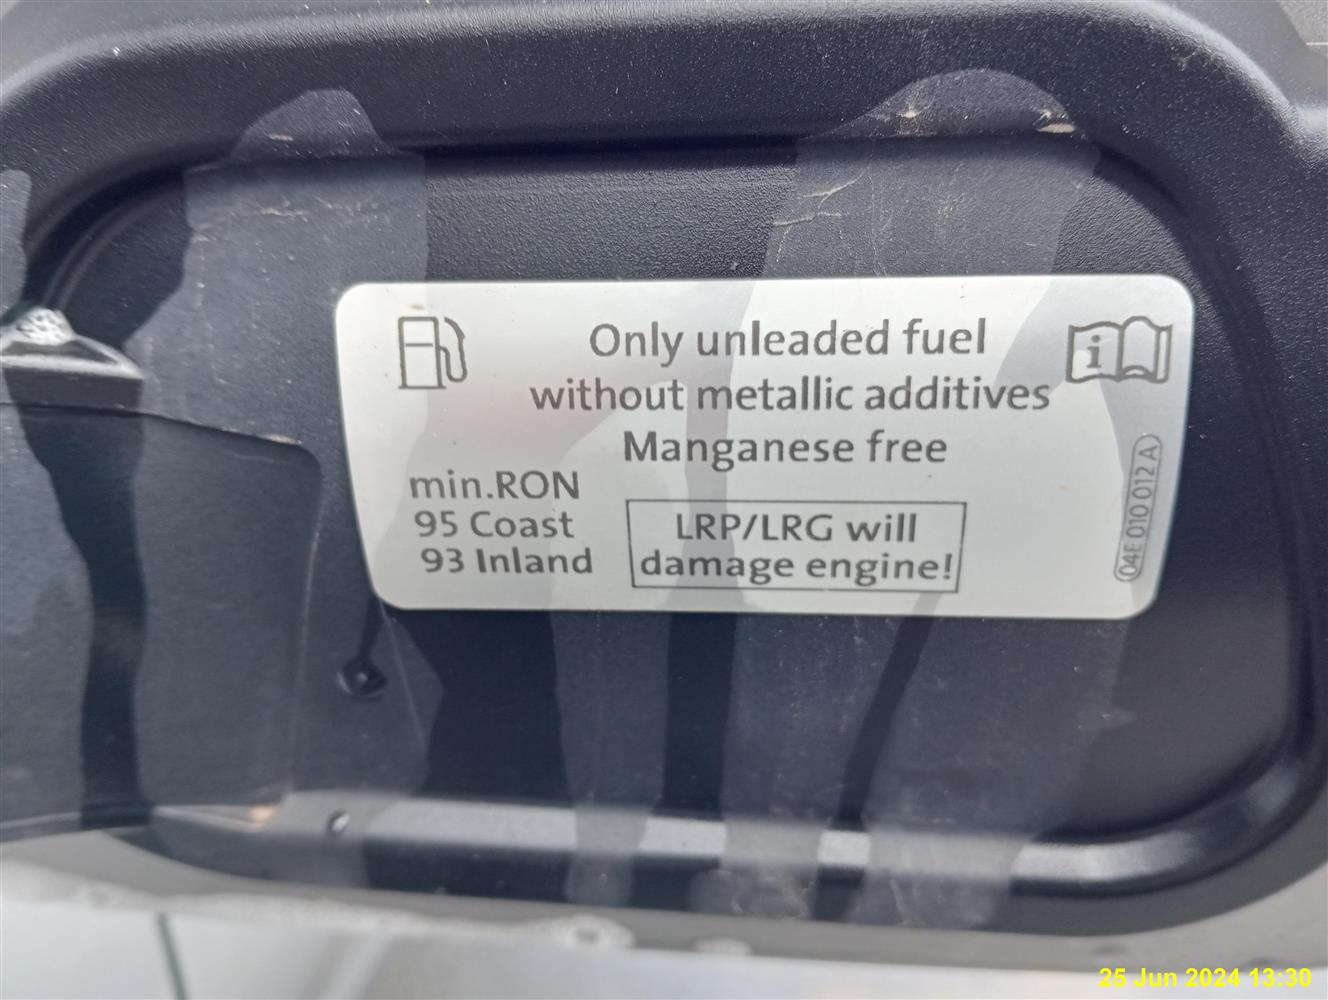 Only unleaded fuel
without metallic additives
Manganese free
min.RON
95 Coast
93 Inland
LRP/LRG will
damage engine!
i
04E 010 012 A
25 Jun 2024 13:30